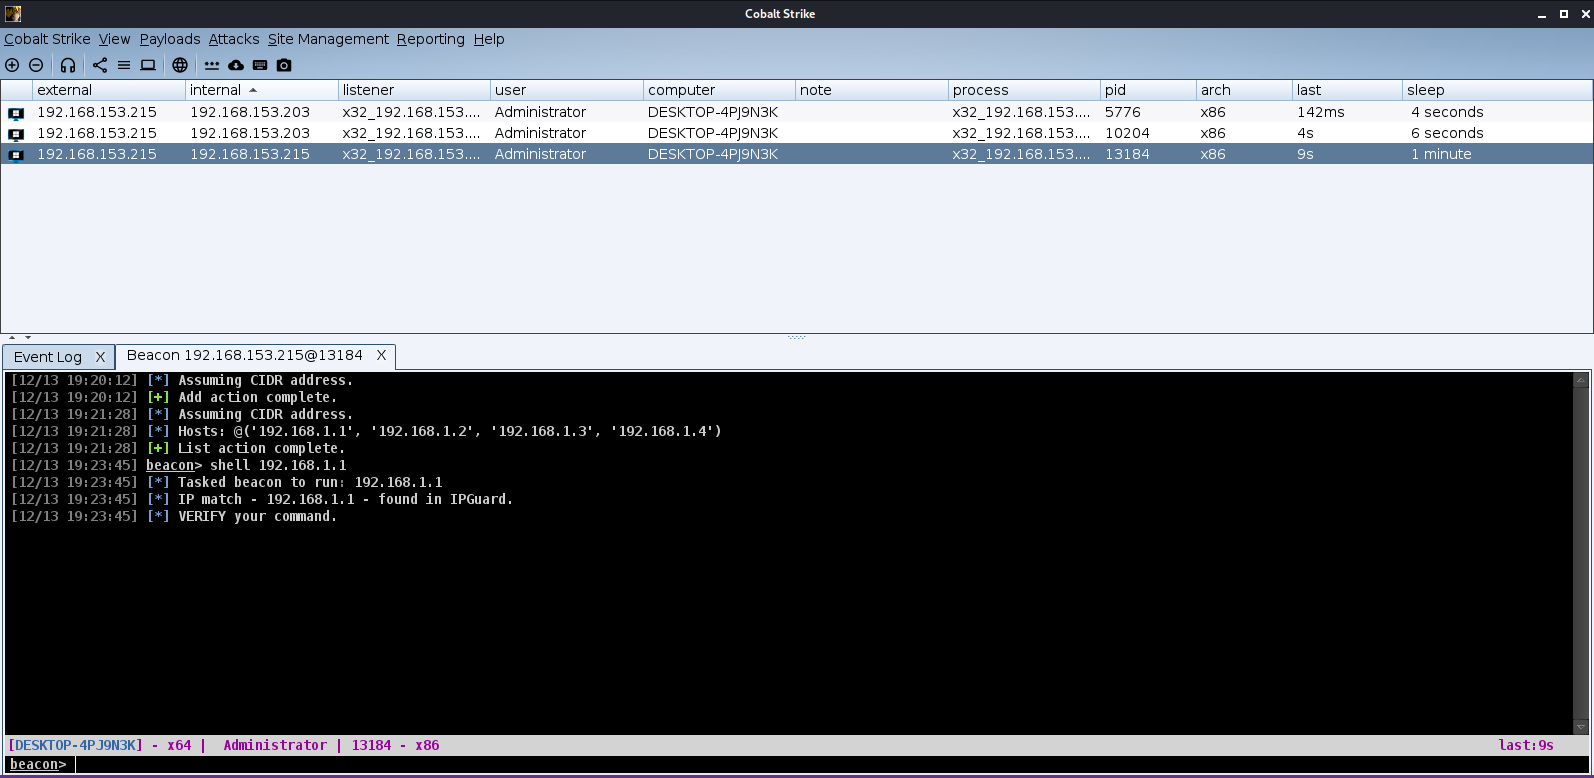 Cobalt Strike
Cobalt Strike View Payloads Attacks Site Management Reporting Help
external internal listener user computer note process pid arch last sleep
192.168.153.215 192.168.153.203 x32_192.168.153.... Administrator DESKTOP-4PJ9N3K x32_192.168.153.... 5776 x86 142ms 4 seconds
192.168.153.215 192.168.153.203 x32_192.168.153.... Administrator DESKTOP-4PJ9N3K x32_192.168.153.... 10204 x86 4s 6 seconds
192.168.153.215 192.168.153.215 x32_192.168.153.... Administrator DESKTOP-4PJ9N3K x32_192.168.153.... 13184 x86 9s 1 minute
Event Log X Beacon 192.168.153.215@13184 X
[12/13 19:20:12] [*] Assuming CIDR address.
[12/13 19:20:12] [+] Add action complete.
[12/13 19:21:28] [*] Assuming CIDR address.
[12/13 19:21:28] [*] Hosts: @('192.168.1.1', '192.168.1.2', '192.168.1.3', '192.168.1.4')
[12/13 19:21:28] [+] List action complete.
[12/13 19:23:45] beacon> shell 192.168.1.1
[12/13 19:23:45] [*] Tasked beacon to run: 192.168.1.1
[12/13 19:23:45] [*] IP match - 192.168.1.1 - found in IPGuard.
[12/13 19:23:45] [*] VERIFY your command.
[DESKTOP-4PJ9N3K] - x64 | Administrator | 13184 - x86 last:9s
beacon>